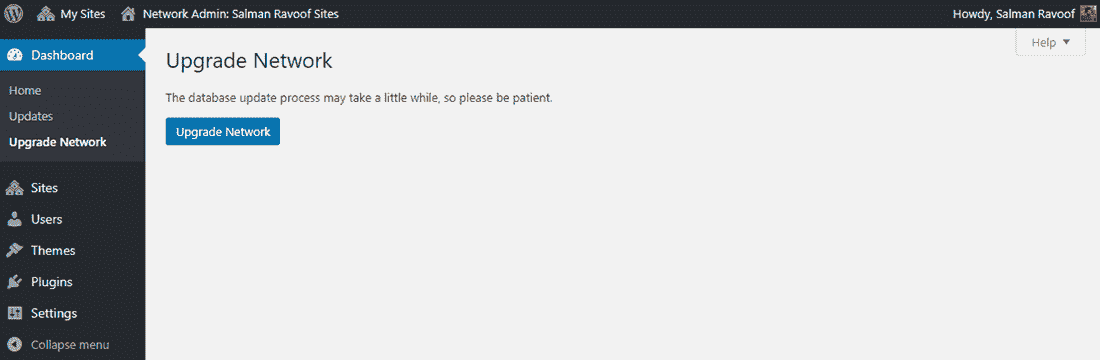 My Sites
Network Admin: Salman Ravoof Sites
Howdy, Salman Ravoof
Dashboard
Home
Updates
Upgrade Network
Sites
Users
Themes
Plugins
Settings
Collapse menu
Help
Upgrade Network
The database update process may take a little while, so please be patient.
Upgrade Network